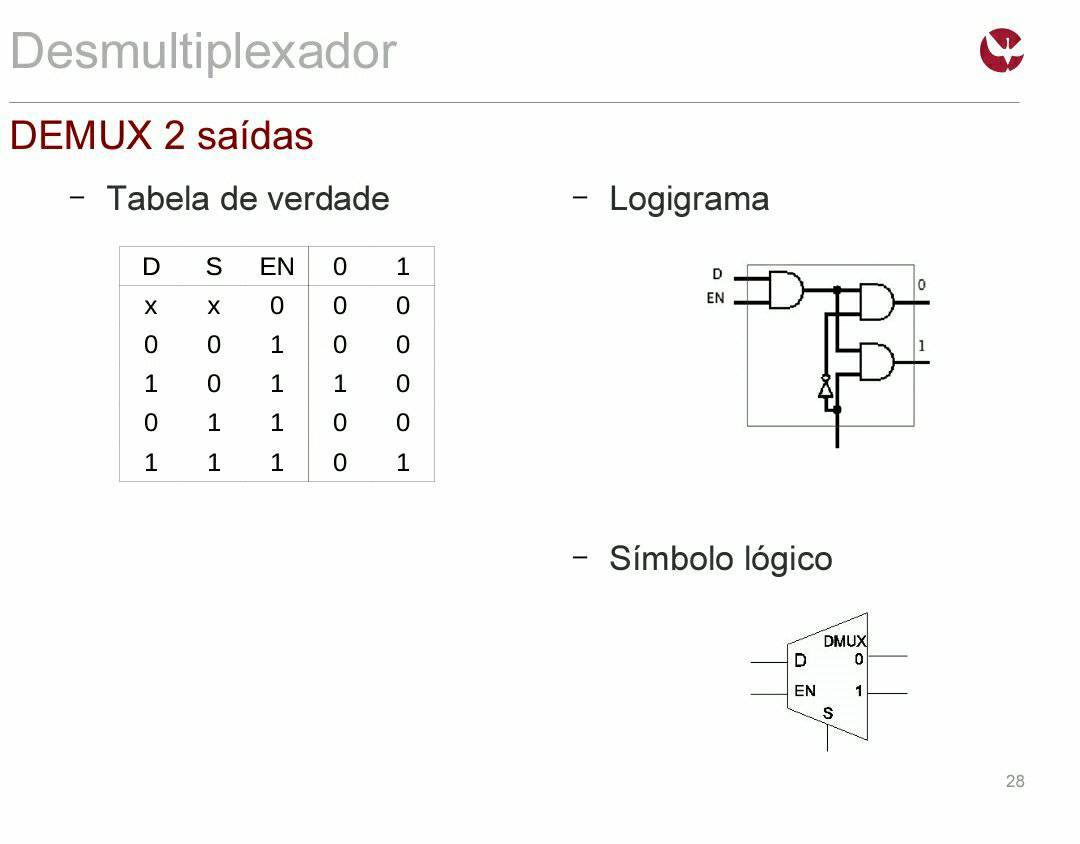 Desmultiplexador
DEMUX 2 saídas
– Tabela de verdade
D S EN 0 1
x x 0 0 0
0 0 1 0 0
1 0 1 1 0
0 1 1 0 0
1 1 1 0 1
– Logigrama
D
EN
0
1
– Símbolo lógico
DMUX
D 0
EN 1
S
28